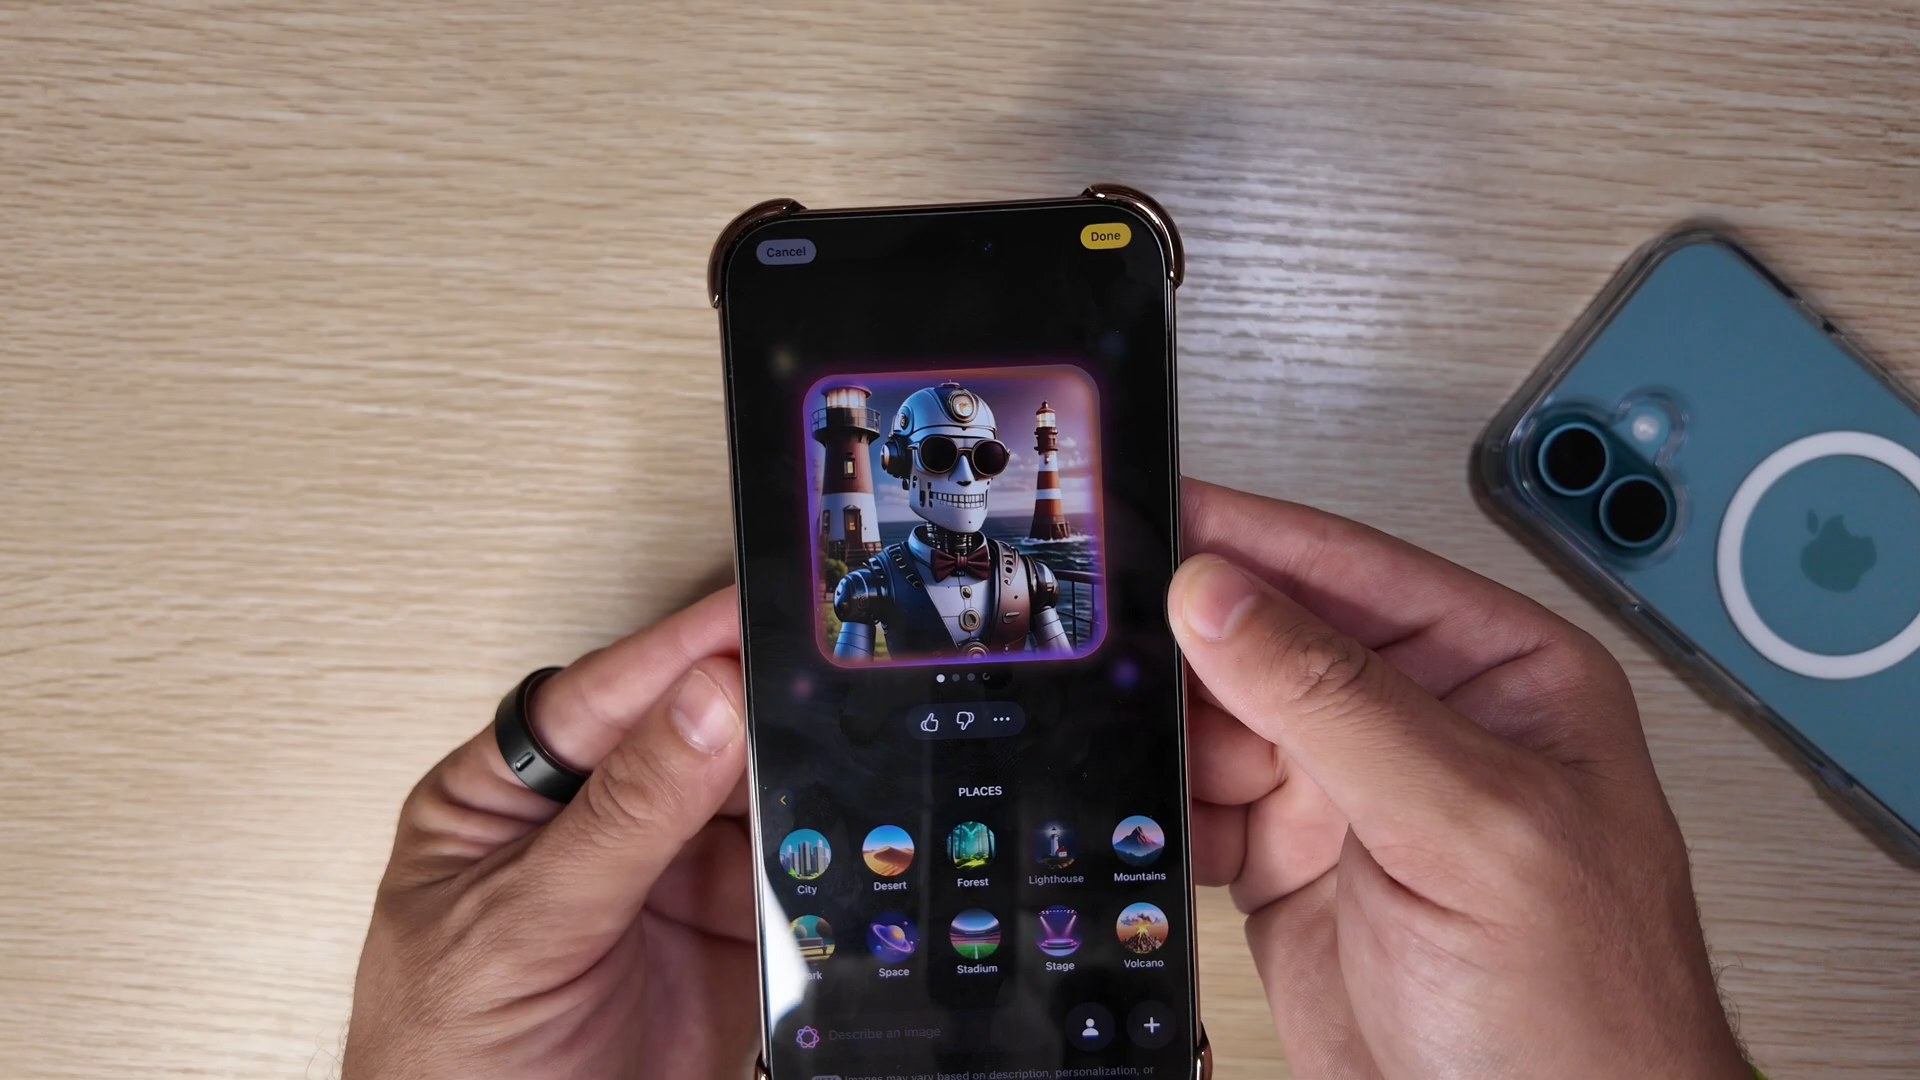 Cancel
Done
PLACES
City
Desert
Forest
Lighthouse
Mountains
Space
Stadium
Stage
Volcano
Describe an image
Images may vary based on description, personalization, or